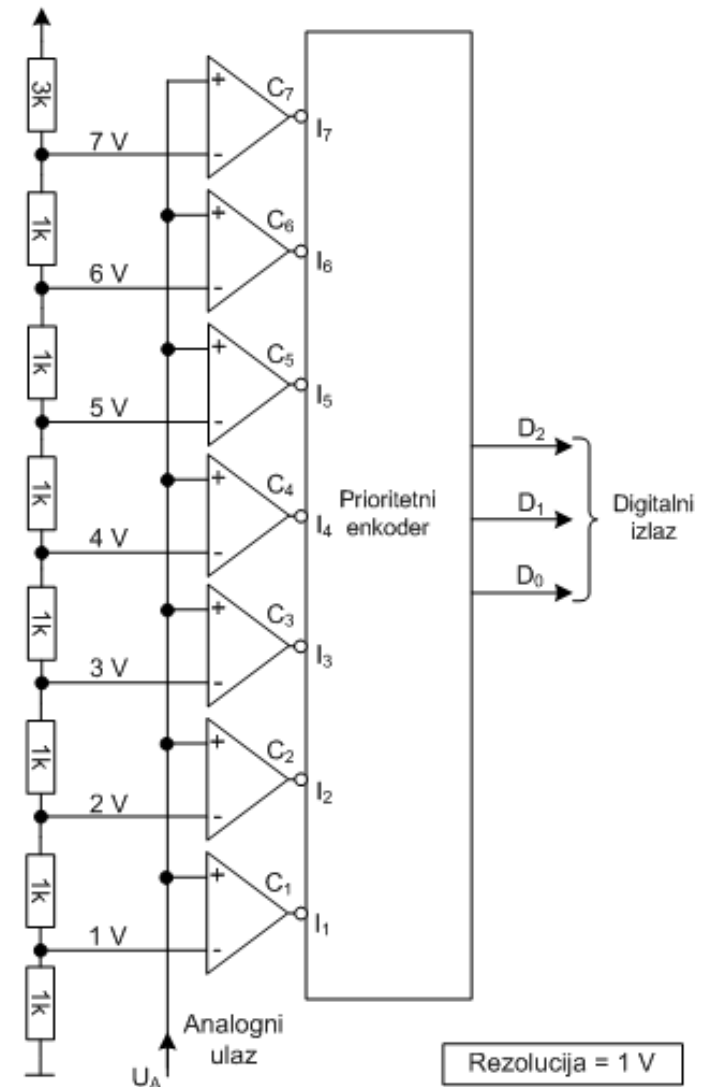 3k
7 V
+
-
C7
I7
1k
6 V
+
-
C6
I6
1k
5 V
+
-
C5
I5
1k
4 V
+
-
C4
I4
1k
3 V
+
-
C3
I3
1k
2 V
+
-
C2
I2
1k
1 V
+
-
C1
I1
1k
Prioritetni
enkoder
D2
D1
D0
Digitalni
izlaz
Analogni
ulaz
UA
Rezolucija = 1 V